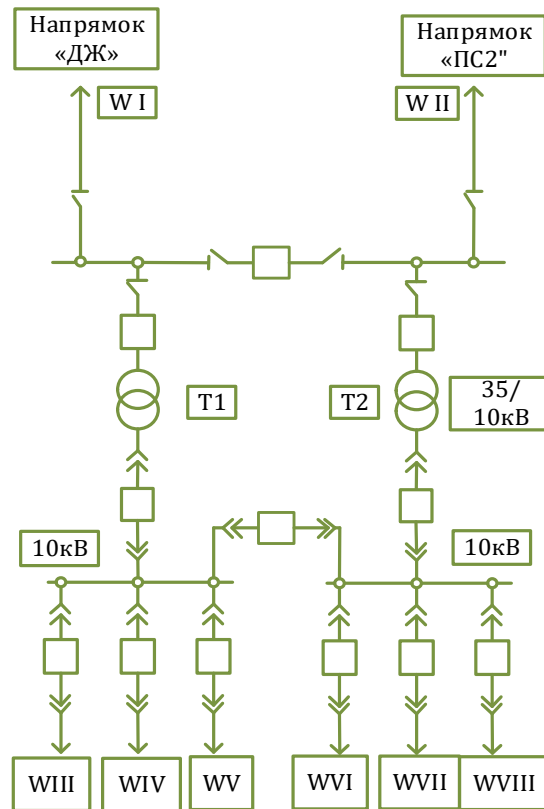 Напрямок
«ДЖ»
Напрямок
«ПС2"
W I
W II
T1
T2
35/
10кВ
10кВ
10кВ
WIII
WIV
WV
WVI
WVII
WVIII